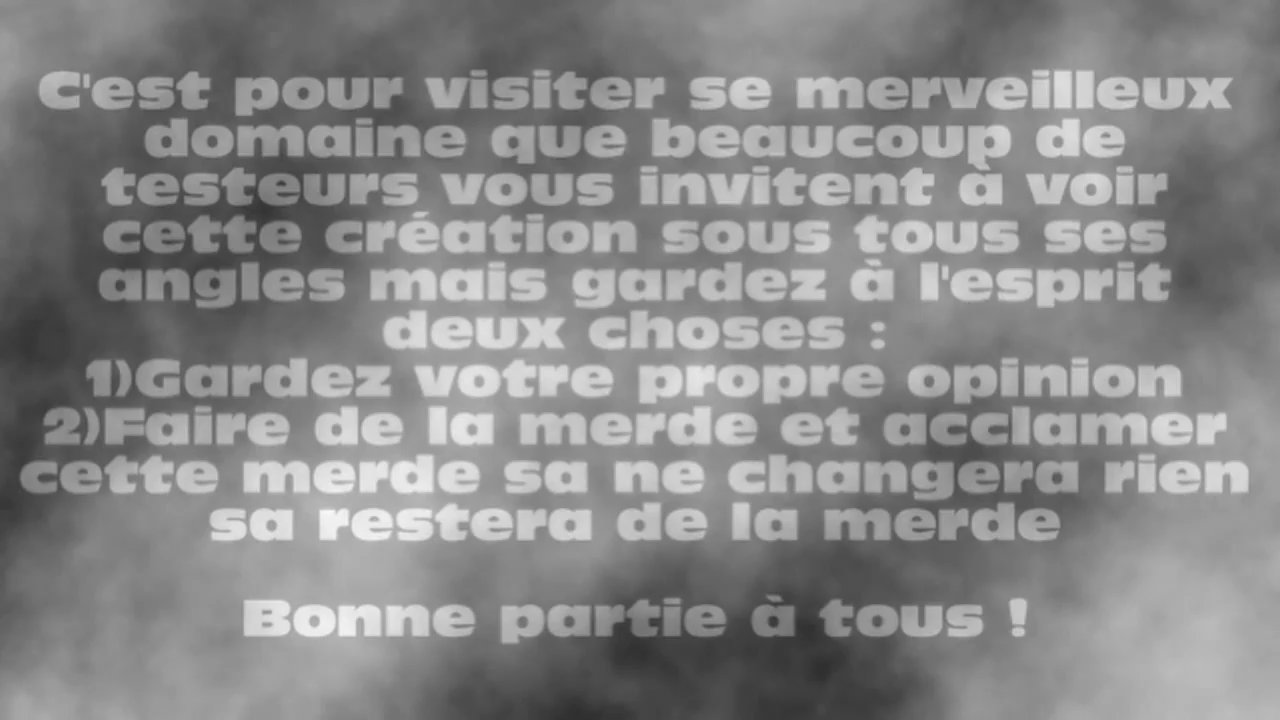 C'est pour visiter se merveilleux
domaine que beaucoup de
testeurs vous invitent à voir
cette création sous tous ses
angles mais gardez à l'esprit
deux choses :
1)Gardez votre propre opinion
2)Faire de la merde et acclamer
cette merde sa ne changera rien
sa restera de la merde
Bonne partie à tous !